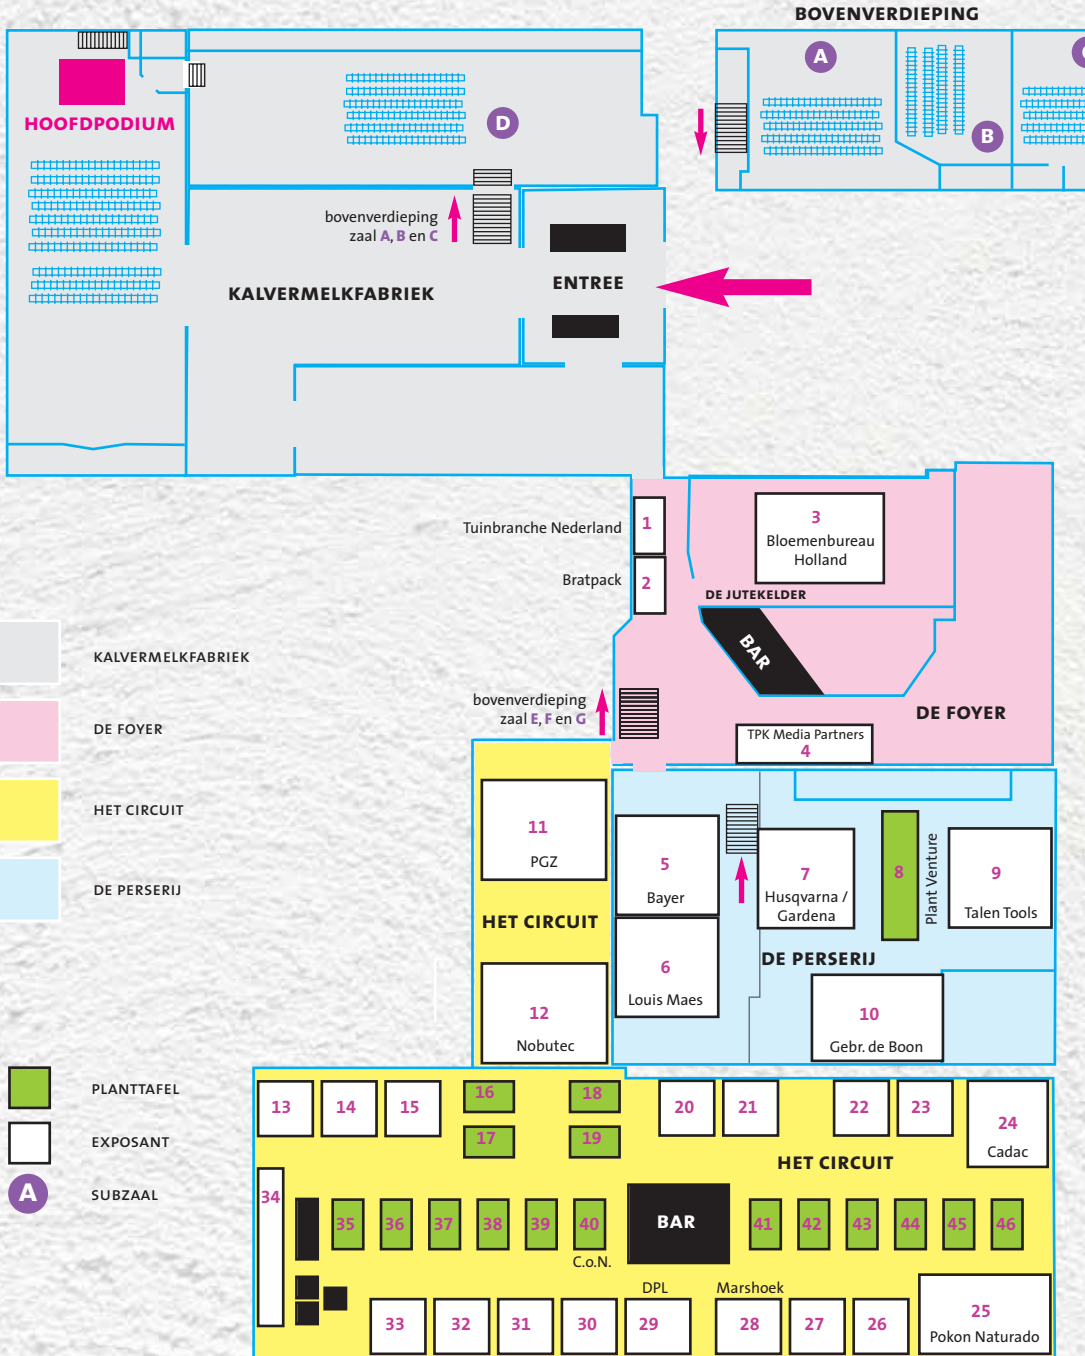 BOVENVERDIEPING
A
B
HOOFDPODIUM
D
bovenverdieping
zaal A, B en C
KALVERMELKFABRIEK
ENTREE
Tuinbranche Nederland
1
Bratpack
2
3
Bloemenbureau
Holland
DE JUTEKELDER
BAR
KALVERMELKFABRIEK
DE FOYER
HET CIRCUIT
DE PERSERIJ
bovenverdieping
zaal E, F en G
DE FOYER
TPK Media Partners
4
11
PGZ
5
Bayer
7
Husqvarna /
Gardena
8
Plant Venture
9
Talen Tools
HET CIRCUIT
6
Louis Maes
DE PERSERIJ
12
Nobutec
10
Gebr. de Boon
PLANTTAFEL
EXPOSANT
A
SUBZAAL
13
14
15
16
17
18
19
20
21
22
23
24
Cadac
HET CIRCUIT
34
35
36
37
38
39
40
C.o.N.
BAR
41
42
43
44
45
46
DPL
Marshoek
33
32
31
30
29
28
27
26
25
Pokon Naturado